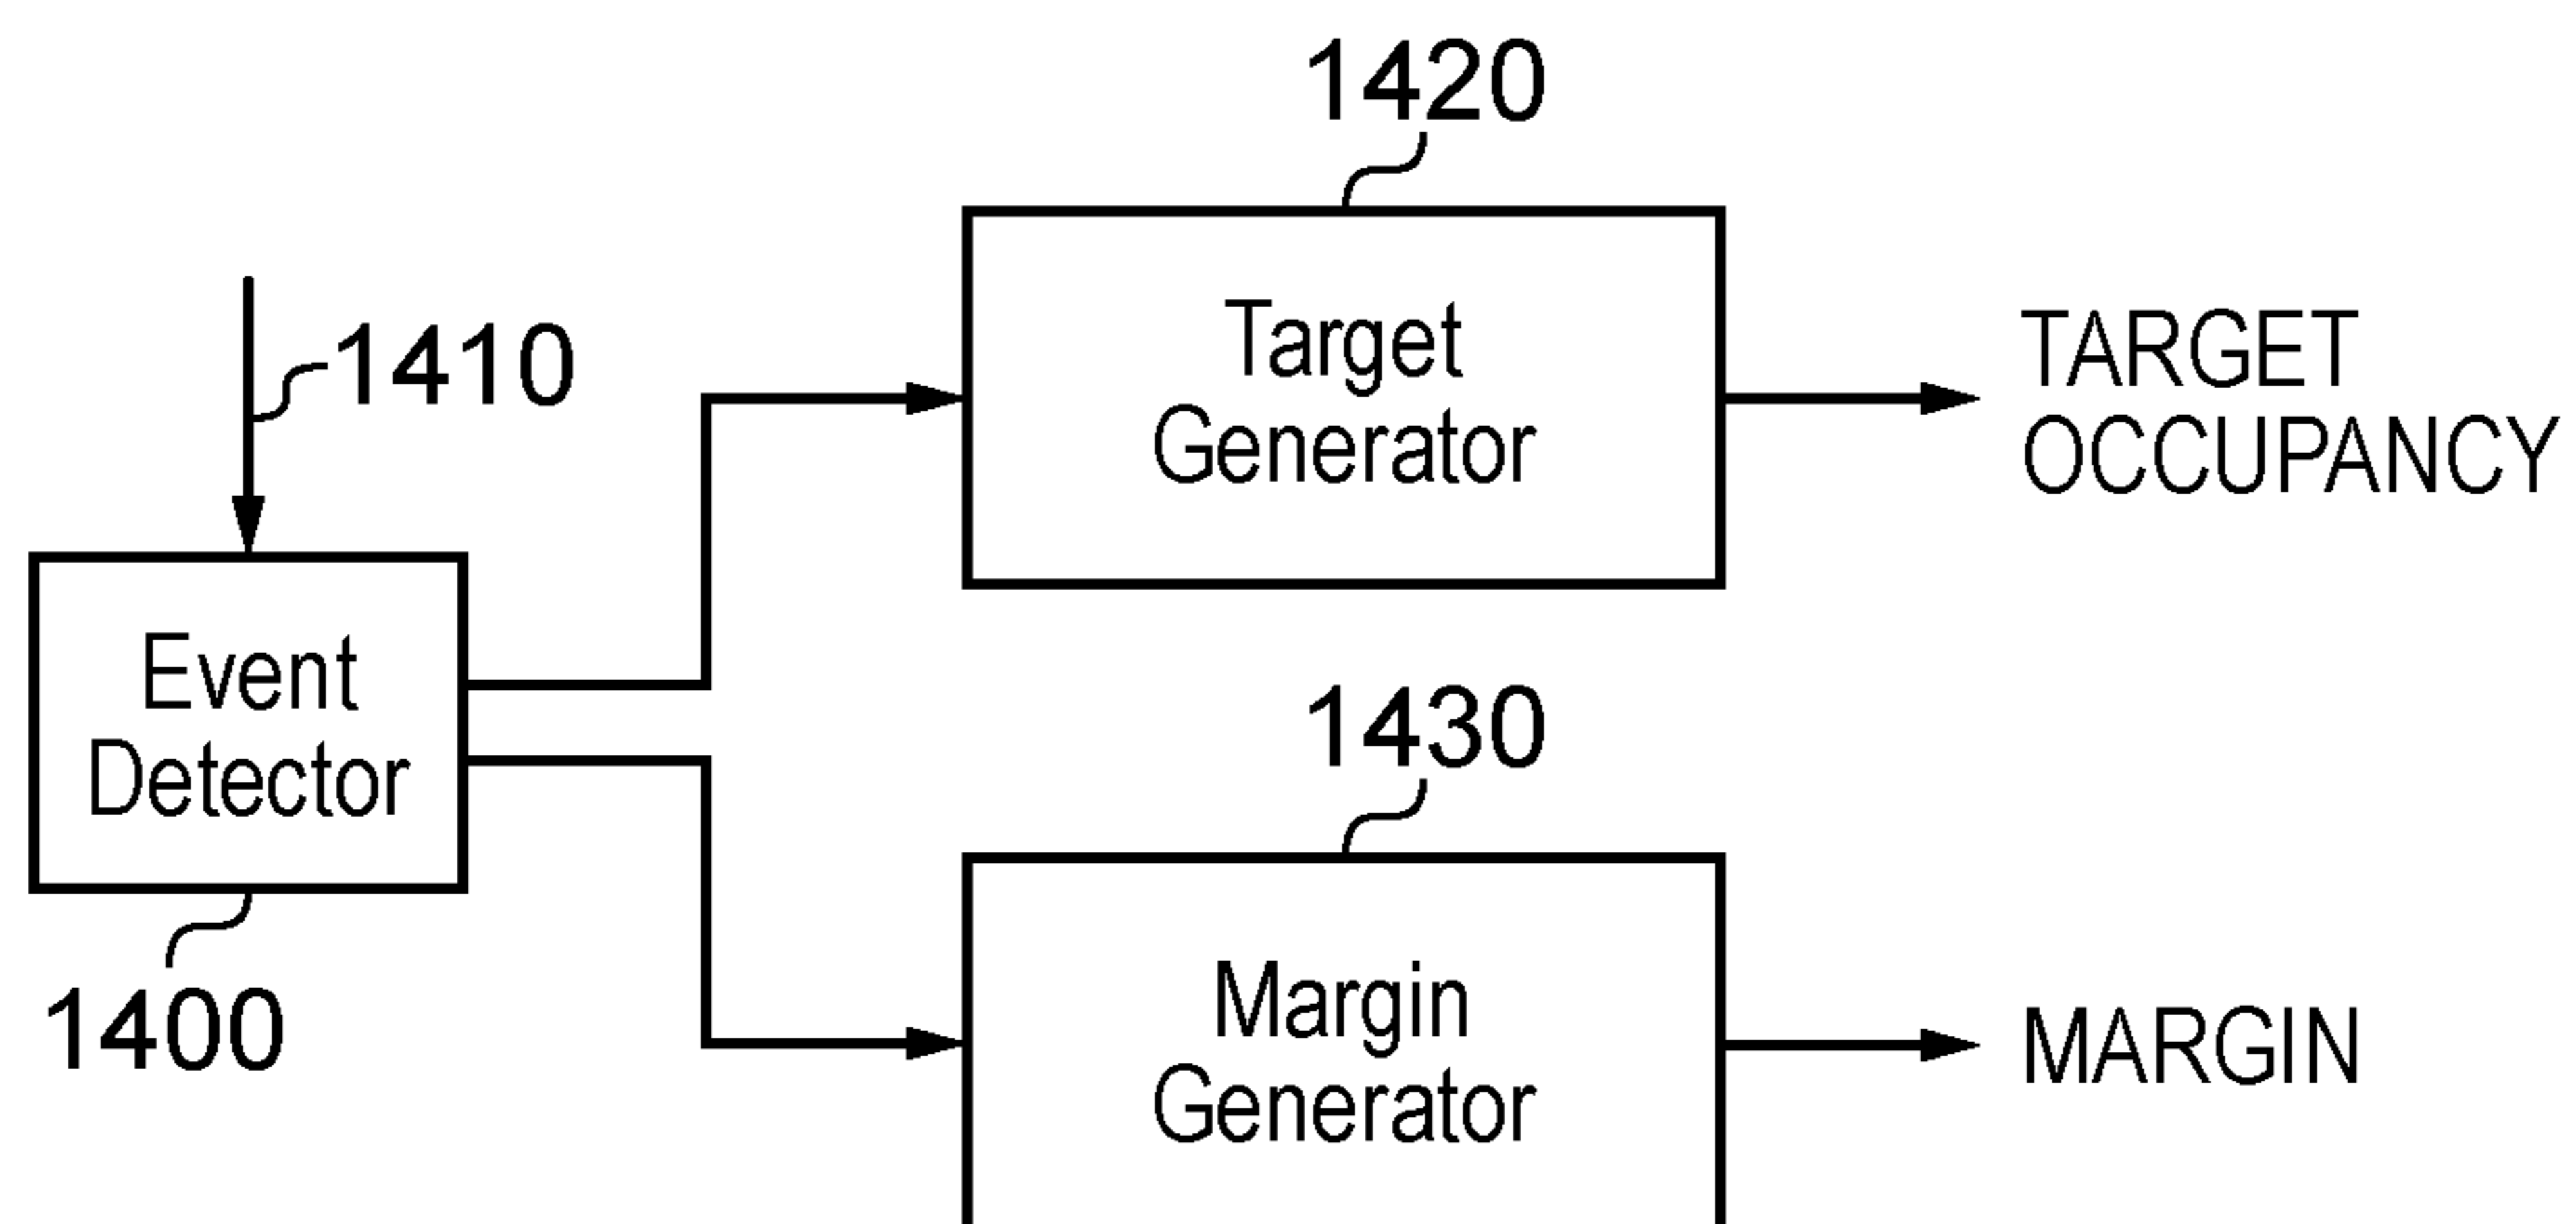 1420
1410
Target
Generator
TARGET
OCCUPANCY
Event
Detector
1400
1430
Margin
Generator
MARGIN